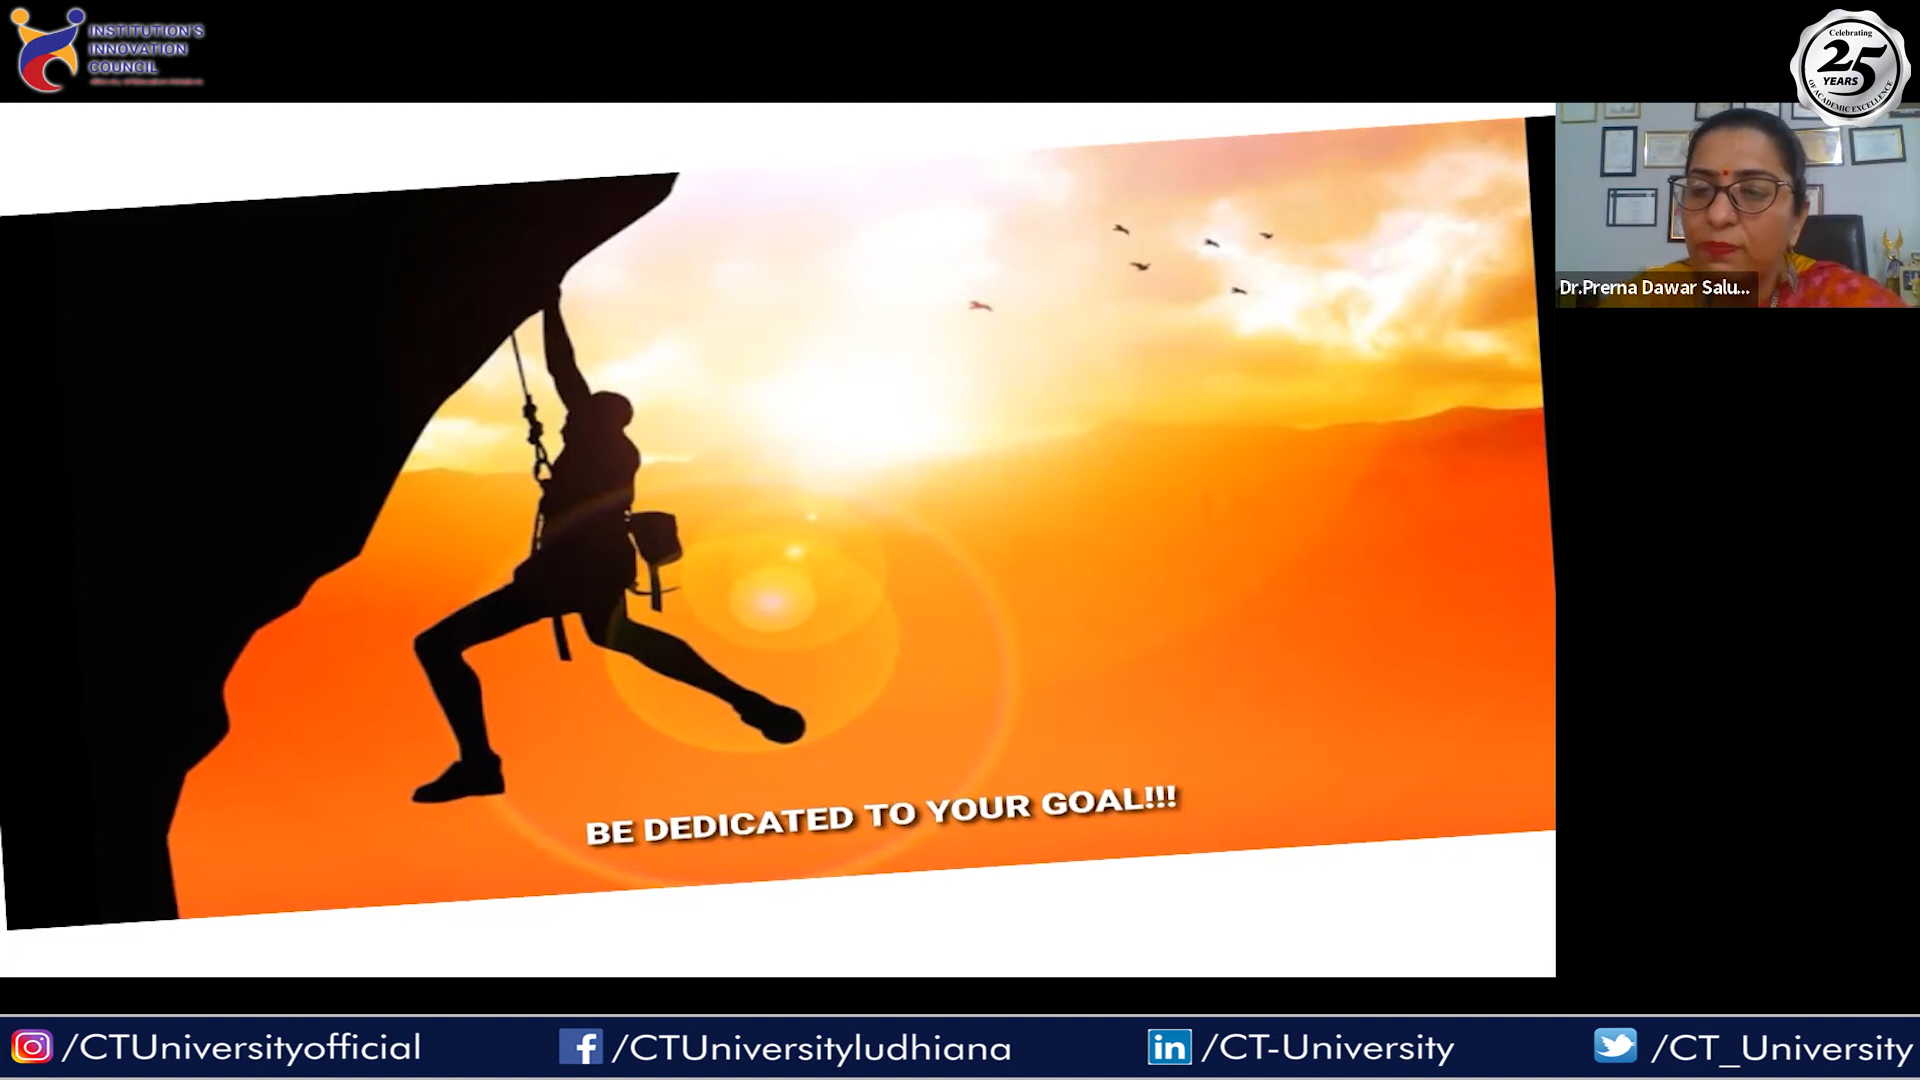 INSTITUTION'S
INNOVATION
COUNCIL
Celebrating
25
YEARS
OF ACADEMIC EXCELLENCE
Dr.Prerna Dawar Salu...
BE DEDICATED TO YOUR GOAL!!!
/CTUniversityofficial
/CTUniversityludhiana
/CT-University
/CT_University